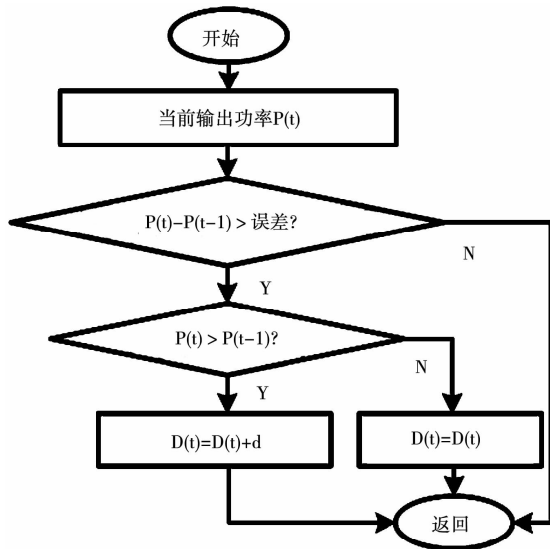 开始
当前输出功率P(t)
P(t)-P(t-1) > 误差?
N
Y
P(t) > P(t-1)?
N
Y
D(t)=D(t)+d
D(t)=D(t)
返回